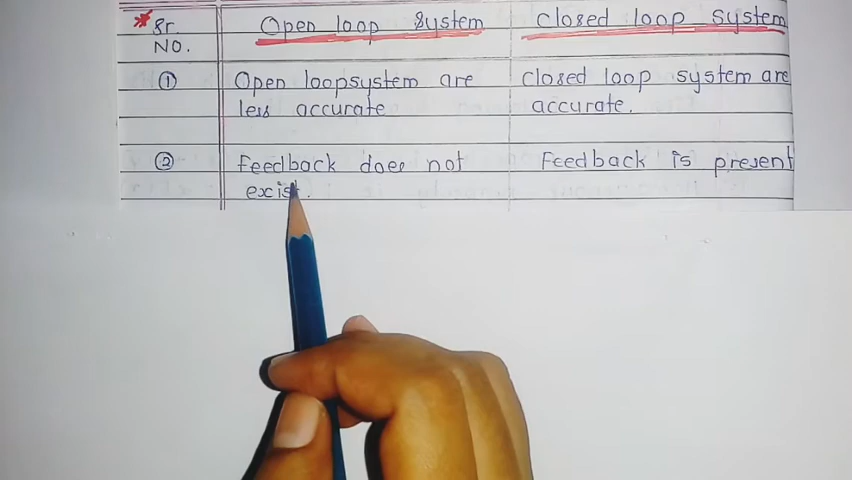 * Sr. Open loop system closed loop system
NO.
① Open loopsystem are closed loop system are
less accurate accurate.
② Feedback does not Feedback is present
exist.